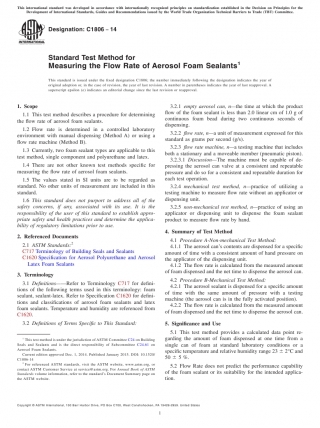 This international standard was developed in accordance with internationally recognized principles on standardization established in the Decision on Principles for the
Development of International Standards, Guides and Recommendations issued by the World Trade Organization Technical Barriers to Trade (TBT) Committee.
Designation: C1806 − 14
INTERNATIONAL
Standard Test Method for
Measuring the Flow Rate of Aerosol Foam Sealants1
This standard is issued under the fixed designation C1806; the number immediately following the designation indicates the year of
original adoption or, in the case of revision, the year of last revision. A number in parentheses indicates the year of last reapproval. A
superscript epsilon (ε) indicates an editorial change since the last revision or reapproval.
1. Scope
1.1 This test method describes a procedure for determining
the flow rate of aerosol foam sealants.
1.2 Flow rate is determined in a controlled laboratory
environment with manual dispensing (Method A) or using a
flow rate machine (Method B).
1.3 Currently, two foam sealant types are applicable to this
test method, single component polyurethane and latex.
1.4 There are not other known test methods specific for
measuring the flow rate of aerosol foam sealants.
1.5 The values stated in SI units are to be regarded as
standard. No other units of measurement are included in this
standard.
1.6 This standard does not purport to address all of the
safety concerns, if any, associated with its use. It is the
responsibility of the user of this standard to establish appro-
priate safety and health practices and determine the applica-
bility of regulatory limitations prior to use.
2. Referenced Documents
2.1 ASTM Standards:2
C717 Terminology of Building Seals and Sealants
C1620 Specification for Aerosol Polyurethane and Aerosol
Latex Foam Sealants
3. Terminology
3.1 Definitions—Refer to Terminology C717 for defini-
tions of the following terms used in this terminology: foam
sealant, sealant-latex. Refer to Specification C1620 for defini-
tions and classifications of aerosol foam sealants and latex
foam sealants. Temperature and humidity are referenced from
C1620.
3.2 Definitions of Terms Specific to This Standard:
1 This test method is under the jurisdiction of ASTM Committee C24 on Building
Seals and Sealants and is the direct responsibility of Subcommittee C24.61 on
Aerosol Foam Sealants.
Current edition approved Dec. 1, 2014. Published January 2015. DOI: 10.1520/
C1806-14
2 For referenced ASTM standards, visit the ASTM website, www.astm.org, or
contact ASTM Customer Service at service@astm.org. For Annual Book of ASTM
Standards volume information, refer to the standard's Document Summary page on
the ASTM website.
3.2.1 empty aerosol can, n—the time at which the product
flow of the foam sealant is less than 2.0 linear cm of 1.0 g of
continuous foam bead during two consecutive seconds of
dispensing.
3.2.2 flow rate, n—a unit of measurement expressed for this
standard as grams per second (g/s).
3.2.3 flow rate machine, n—a testing machine that includes
both a stationary and a moveable member (pneumatic piston).
3.2.3.1 Discussion—The machine must be capable of de-
pressing the aerosol can valve at a consistent and repeatable
pressure and do so for a consistent and repeatable duration for
each test operation.
3.2.4 mechanical test method, n—practice of utilizing a
testing machine to measure flow rate without an applicator or
dispensing unit.
3.2.5 non-mechanical test method, n—practice of using an
applicator or dispensing unit to dispense the foam sealant
product to measure flow rate by hand.
4. Summary of Test Method
4.1 Procedure A-Non-mechanical Test Method:
4.1.1 The aerosol can's contents are dispensed for a specific
amount of time with a consistent amount of hand pressure on
the applicator of the dispensing unit.
4.1.2 The flow rate is calculated from the measured amount
of foam dispensed and the net time to dispense the aerosol can.
4.2 Procedure B-Mechanical Test Method:
4.2.1 The aerosol sealant is dispensed for a specific amount
of time with the same amount of pressure with a testing
machine (the aerosol can is in the fully activated position).
4.2.2 The flow rate is calculated from the measured amount
of foam dispensed and the net time to dispense the aerosol can.
5. Significance and Use
5.1 This test method provides a calculated data point re-
garding the amount of foam dispensed at one time from a
single can of foam at standard laboratory conditions or a
specific temperature and relative humidity range 23 ± 2°C and
50 ± 5 %.
5.2 Flow Rate does not predict the performance capability
of the foam sealant or its suitability for the intended applica-
tion.
Copyright © ASTM International, 100 Barr Harbor Drive, PO Box C700, West Conshohocken, PA 19428-2959. United States
1